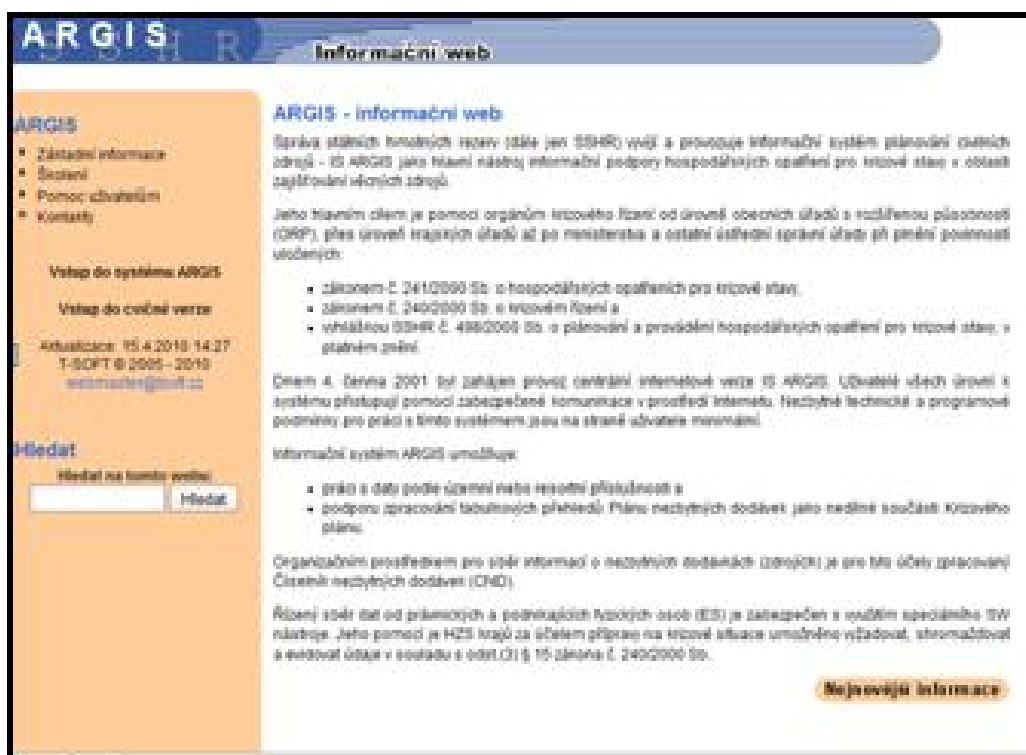 ARGIS
SSHR
Informační web
ARGIS
Základní informace
Školení
Pomoc uživatelům
Kontakty
Vstup do systému ARGIS
Vstup do cvičné verze
Aktualizace: 15.4.2010 14:27
T-SOFT © 2005 - 2010
webmaster@tsoft.cz
Hledat
Hledat na tomto webu:
Hledat
ARGIS - informační web
Správa státních hmotných rezerv (dále jen SSHR) vyvíjí a provozuje Informační systém plánování civilních
zdrojů - IS ARGIS jako hlavní nástroj informační podpory hospodářských opatření pro krizové stavy v oblasti
zajišťování věcných zdrojů.
Jeho hlavním cílem je pomoci orgánům krizového řízení od úrovně obecních úřadů s rozšířenou působností
(ORP), přes úroveň krajských úřadů až po ministerstva a ostatní ústřední správní úřady při plnění povinností
uložených:
zákonem č. 241/2000 Sb. o hospodářských opatřeních pro krizové stavy,
zákonem č. 240/2000 Sb. o krizovém řízení a
vyhláškou SSHR č. 498/2000 Sb. o plánování a provádění hospodářských opatření pro krizové stavy, v
platném znění.
Dnem 4. června 2001 byl zahájen provoz centrální internetové verze IS ARGIS. Uživatelé všech úrovní k
systému přistupují pomocí zabezpečené komunikace v prostředí Internetu. Nezbytné technické a programové
podmínky pro práci s tímto systémem jsou na straně uživatele minimální.
Informační systém ARGIS umožňuje:
práci s daty podle územní nebo resortní příslušnosti a
podporu zpracování tabulkových přehledů Plánu nezbytných dodávek jako nedílné součásti Krizového
plánu.
Organizačním prostředkem pro sběr informací o nezbytných dodávkách (zdrojích) je pro tyto účely zpracovaný
Číselník nezbytných dodávek (CND).
Řízený sběr dat od právnických a podnikajících fyzických osob (ES) je zabezpečen s využitím speciálního SW
nástroje. Jeho pomocí je HZS krajů za účelem přípravy na krizové situace umožněno vyžadovat, shromažďovat
a evidovat údaje v souladu s odst.(3) § 15 zákona č. 240/2000 Sb.
Nejnovější informace